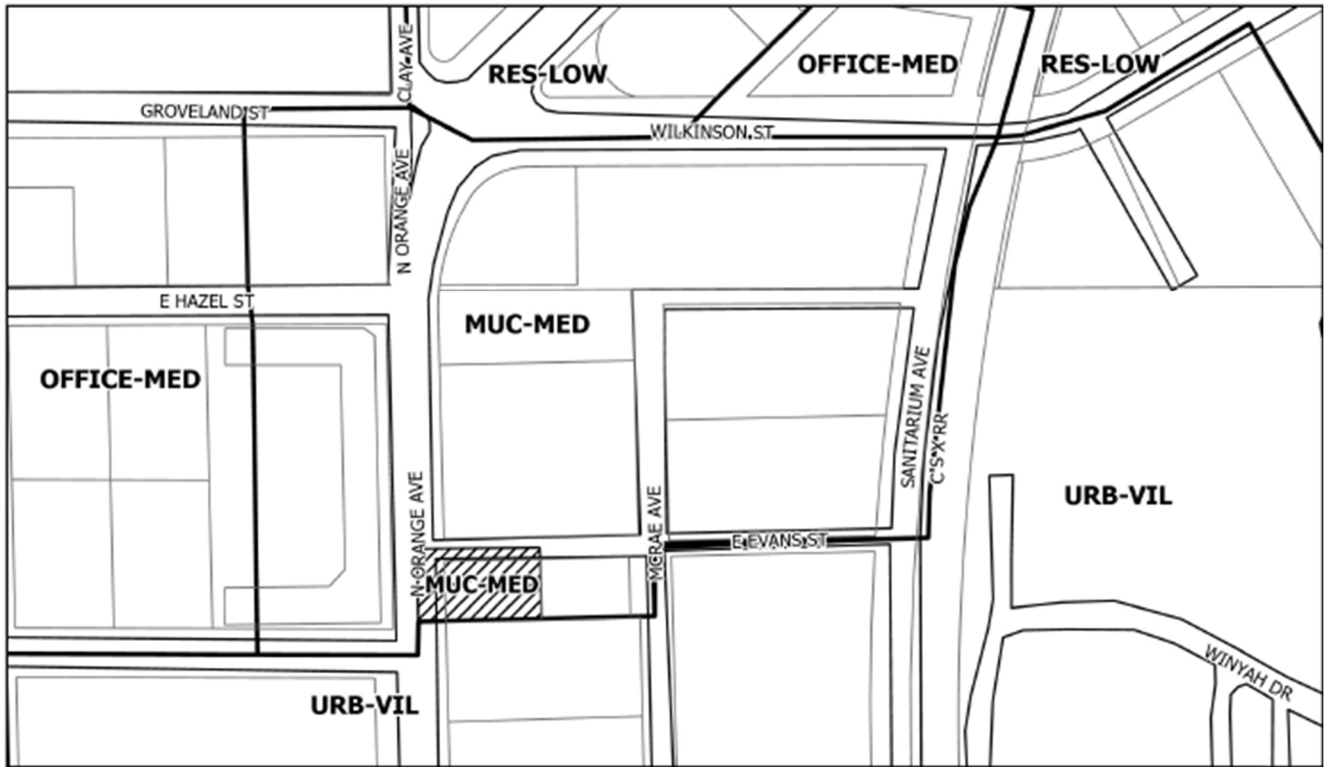 CLAY AVE
RES-LOW
OFFICE-MED
RES-LOW
GROVELAND ST
WILKINSON ST
N ORANGE AVE
E HAZEL ST
MUC-MED
OFFICE-MED
SANITARIUM AVE
C S X RR
N ORANGE AVE
MCRAE AVE
URB-VIL
E EVANS ST
MUC-MED
WINYAH DR
URB-VIL